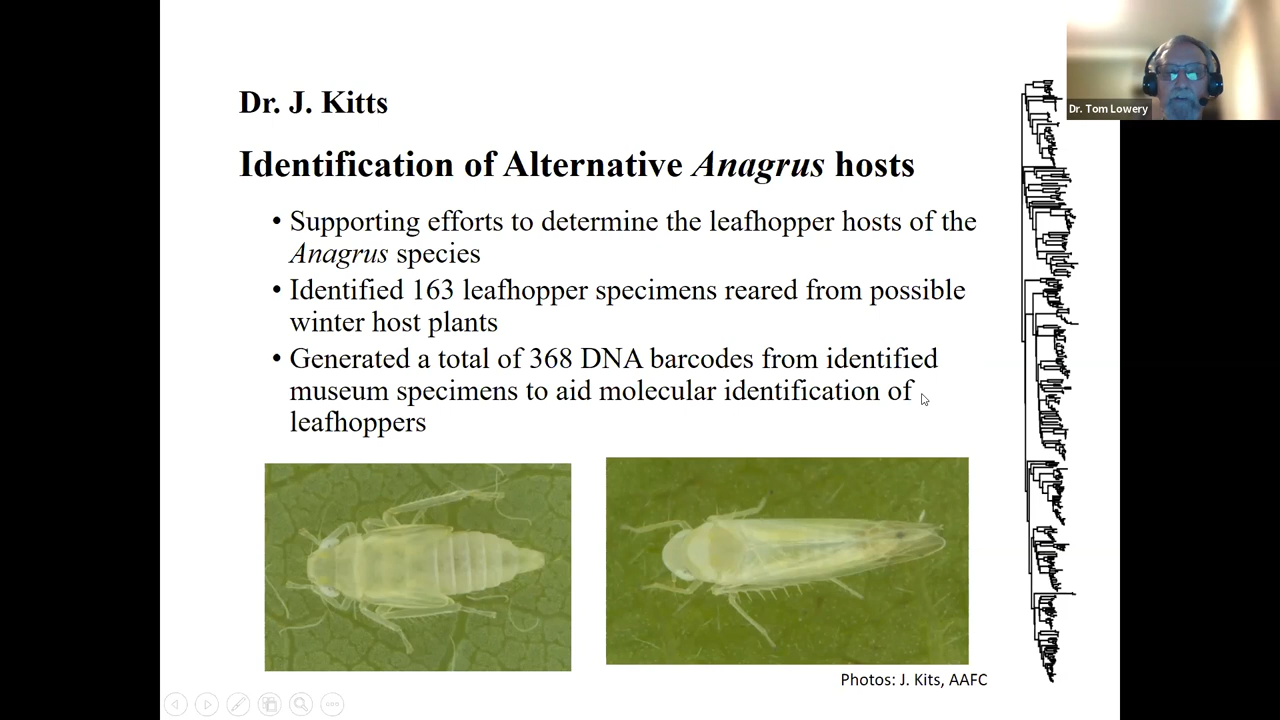 Dr. J. Kitts
Dr. Tom Lowery
Identification of Alternative Anagrus hosts
• Supporting efforts to determine the leafhopper hosts of the
Anagrus species
• Identified 163 leafhopper specimens reared from possible
winter host plants
• Generated a total of 368 DNA barcodes from identified
museum specimens to aid molecular identification of
leafhoppers
Photos: J. Kits, AAFC